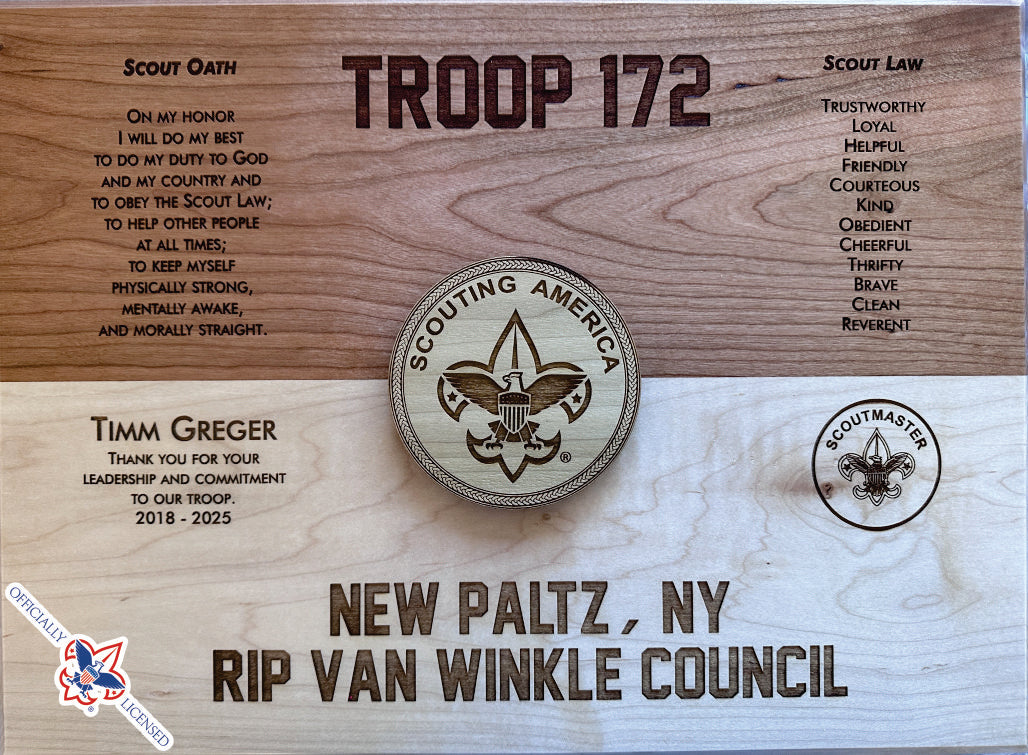 TROOP 172
SCOUT OATH
ON MY HONOR
I WILL DO MY BEST
TO DO MY DUTY TO GOD
AND MY COUNTRY AND
TO OBEY THE SCOUT LAW;
TO HELP OTHER PEOPLE
AT ALL TIMES;
TO KEEP MYSELF
PHYSICALLY STRONG,
MENTALLY AWAKE,
AND MORALLY STRAIGHT.
SCOUT LAW
TRUSTWORTHY
LOYAL
HELPFUL
FRIENDLY
COURTEOUS
KIND
OBEDIENT
CHEERFUL
THRIFTY
BRAVE
CLEAN
REVERENT
SCOUTING AMERICA
®
TIMM GREGER
THANK YOU FOR YOUR
LEADERSHIP AND COMMITMENT
TO OUR TROOP.
2018 - 2025
SCOUTMASTER
NEW PALTZ, NY
RIP VAN WINKLE COUNCIL
OFFICIALLY
®
LICENSED